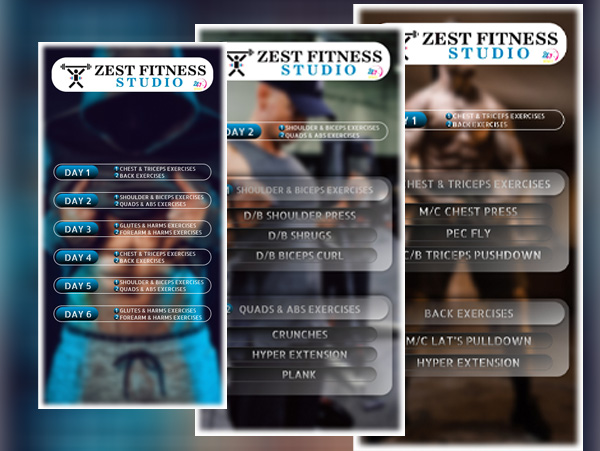 ZEST FITNESS
STUDIO
DAY 1
1 CHEST & TRICEPS EXERCISES
2 BACK EXERCISES
DAY 2
1 SHOULDER & BICEPS EXERCISES
2 QUADS & ABS EXERCISES
DAY 3
1 GLUTES & HARMS EXERCISES
2 FOREARM & HARMS EXERCISES
DAY 4
1 CHEST & TRICEPS EXERCISES
2 BACK EXERCISES
DAY 5
1 SHOULDER & BICEPS EXERCISES
2 QUADS & ABS EXERCISES
DAY 6
1 GLUTES & HARMS EXERCISES
2 FOREARM & HARMS EXERCISES
ZEST FITNESS
STUDIO
DAY 2
1 SHOULDER & BICEPS EXERCISES
2 QUADS & ABS EXERCISES
1 SHOULDER & BICEPS EXERCISES
D/B SHOULDER PRESS
D/B SHRUGS
D/B BICEPS CURL
2 QUADS & ABS EXERCISES
CRUNCHES
HYPER EXTENSION
PLANK
ZEST FITNESS
STUDIO
Y 1
1 CHEST & TRICEPS EXERCISES
2 BACK EXERCISES
HEST & TRICEPS EXERCISES
M/C CHEST PRESS
PEC FLY
C/B TRICEPS PUSHDOWN
BACK EXERCISES
M/C LAT'S PULLDOWN
HYPER EXTENSION